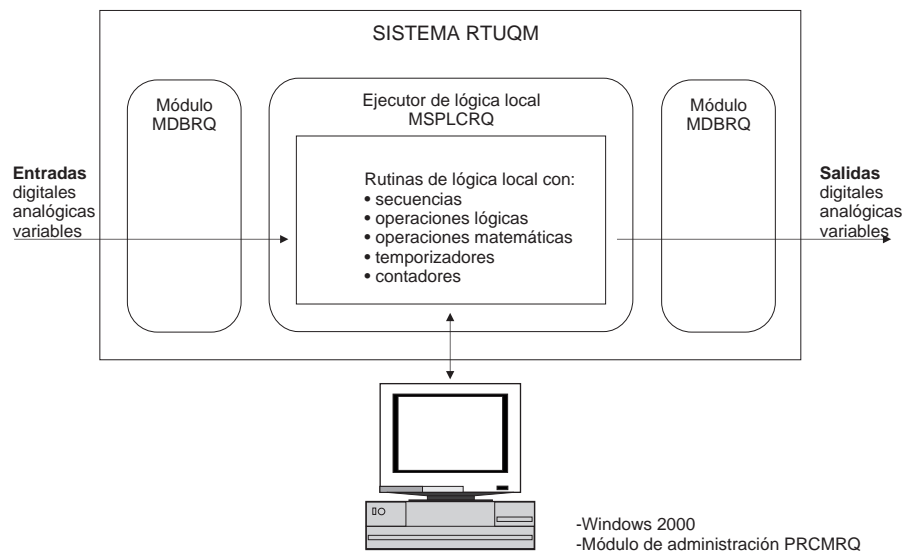 SISTEMA RTUQM
Módulo
MDBRQ
Ejecutor de lógica local
MSPLCRQ
Módulo
MDBRQ
Entradas
digitales
analógicas
variables
Rutinas de lógica local con:
• secuencias
• operaciones lógicas
• operaciones matemáticas
• temporizadores
• contadores
Salidas
digitales
analógicas
variables
-Windows 2000
-Módulo de administración PRCMRQ